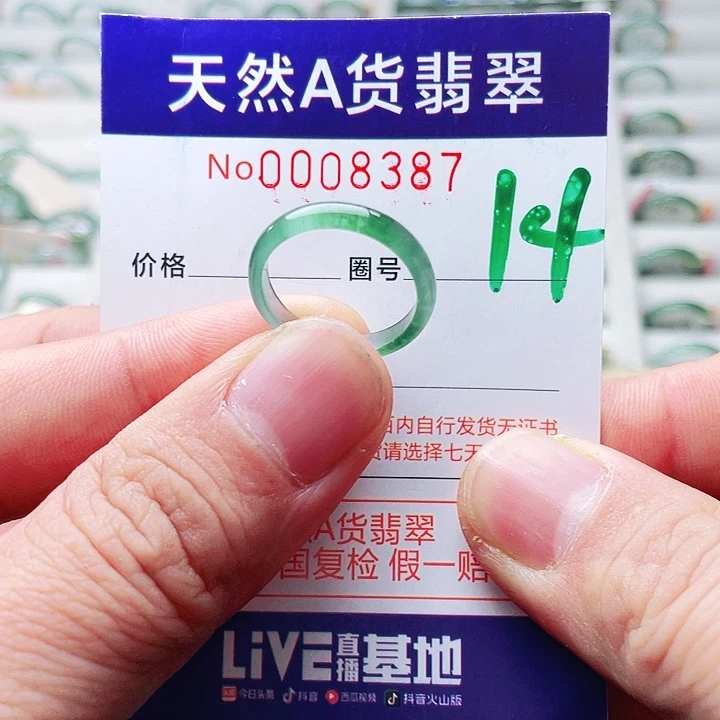 天然A货翡翠
No.0008387
14
价格 圈号
内自行发货无证书
请选择七天
A货翡翠
国复检 假一赔
LiVE直播基地
今日头条 抖音 西瓜视频 抖音火山版